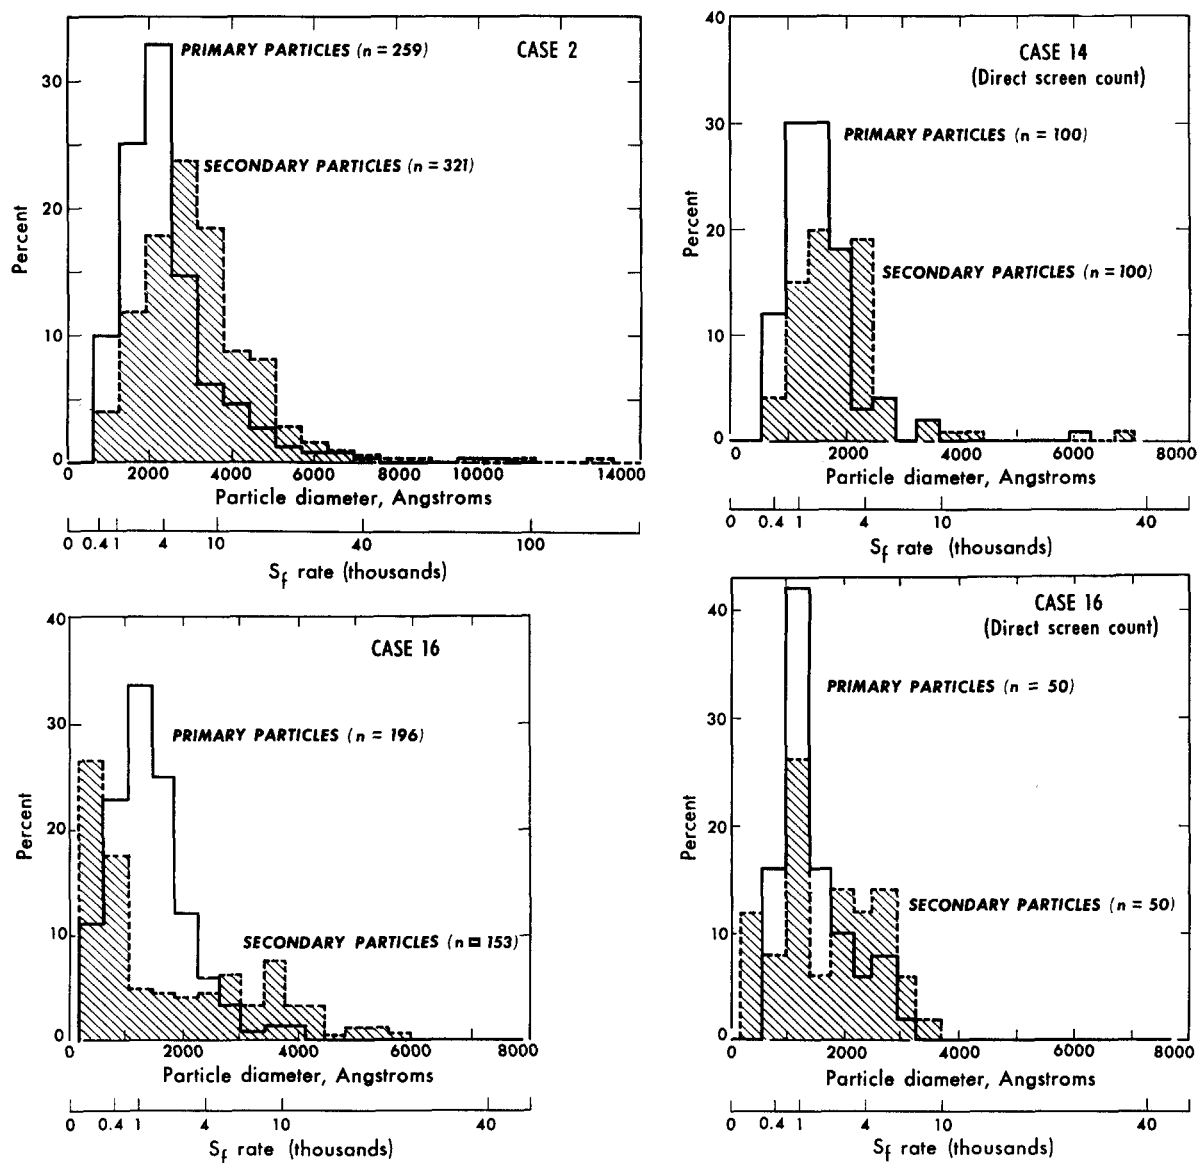 PRIMARY PARTICLES (n = 259)
CASE 2
SECONDARY PARTICLES (n = 321)
Percent
30
20
10
0
0 2000 4000 6000 8000 10000 14000
Particle diameter, Angstroms
0 0.4 1 4 10 40 100
Sf rate (thousands)
40
CASE 14
(Direct screen count)
30
PRIMARY PARTICLES (n = 100)
Percent
20
SECONDARY PARTICLES (n = 100)
10
0
0 2000 4000 6000 8000
Particle diameter, Angstroms
0 0.4 1 4 10 40
Sf rate (thousands)
40
CASE 16
30
PRIMARY PARTICLES (n = 196)
Percent
20
10
SECONDARY PARTICLES (n = 153)
0
0 2000 4000 6000 8000
Particle diameter, Angstroms
0 0.4 1 4 10 40
Sf rate (thousands)
40
CASE 16
(Direct screen count)
PRIMARY PARTICLES (n = 50)
30
Percent
20
SECONDARY PARTICLES (n = 50)
10
0
0 2000 4000 6000 8000
Particle diameter, Angstroms
0 0.4 1 4 10 40
Sf rate (thousands)